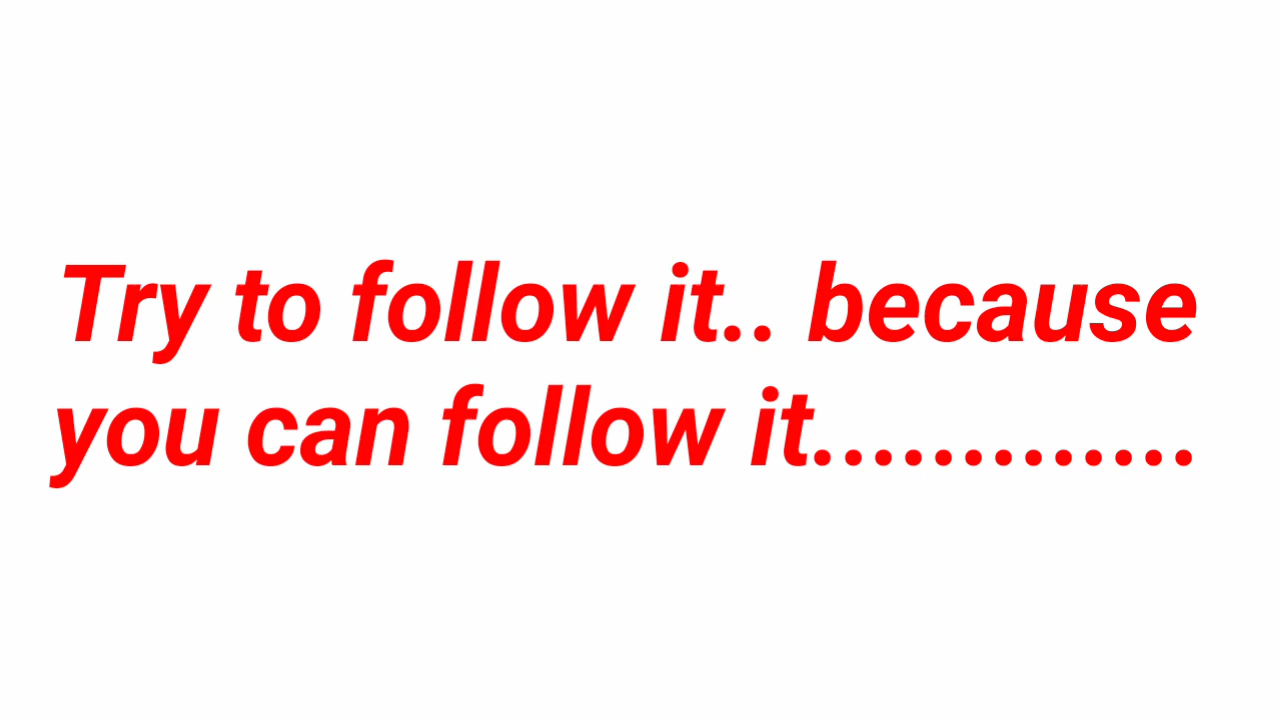 Try to follow it.. because
you can follow it.............